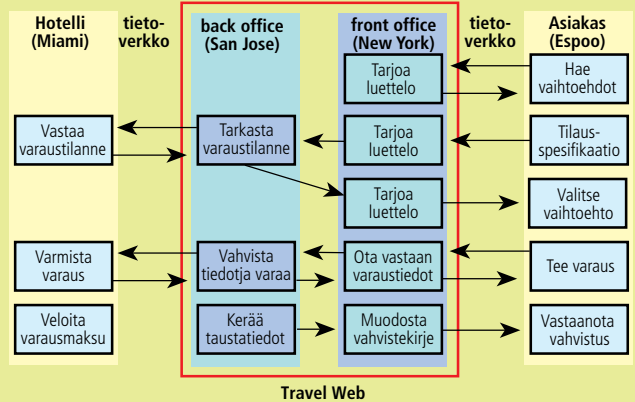 Hotelli
(Miami)
tieto-
verkko
back office
(San Jose)
front office
(New York)
tieto-
verkko
Asiakas
(Espoo)
Tarjoa
luettelo
Hae
vaihtoehdot
Vastaa
varaustilanne
Tarkasta
varaustilanne
Tarjoa
luettelo
Tilaus-
spesifikaatio
Tarjoa
luettelo
Valitse
vaihtoehto
Varmista
varaus
Vahvista
tiedotja varaa
Ota vastaan
varaustiedot
Tee varaus
Veloita
varausmaksu
Kerää
taustatiedot
Muodosta
vahvistekirje
Vastaanota
vahvistus
Travel Web